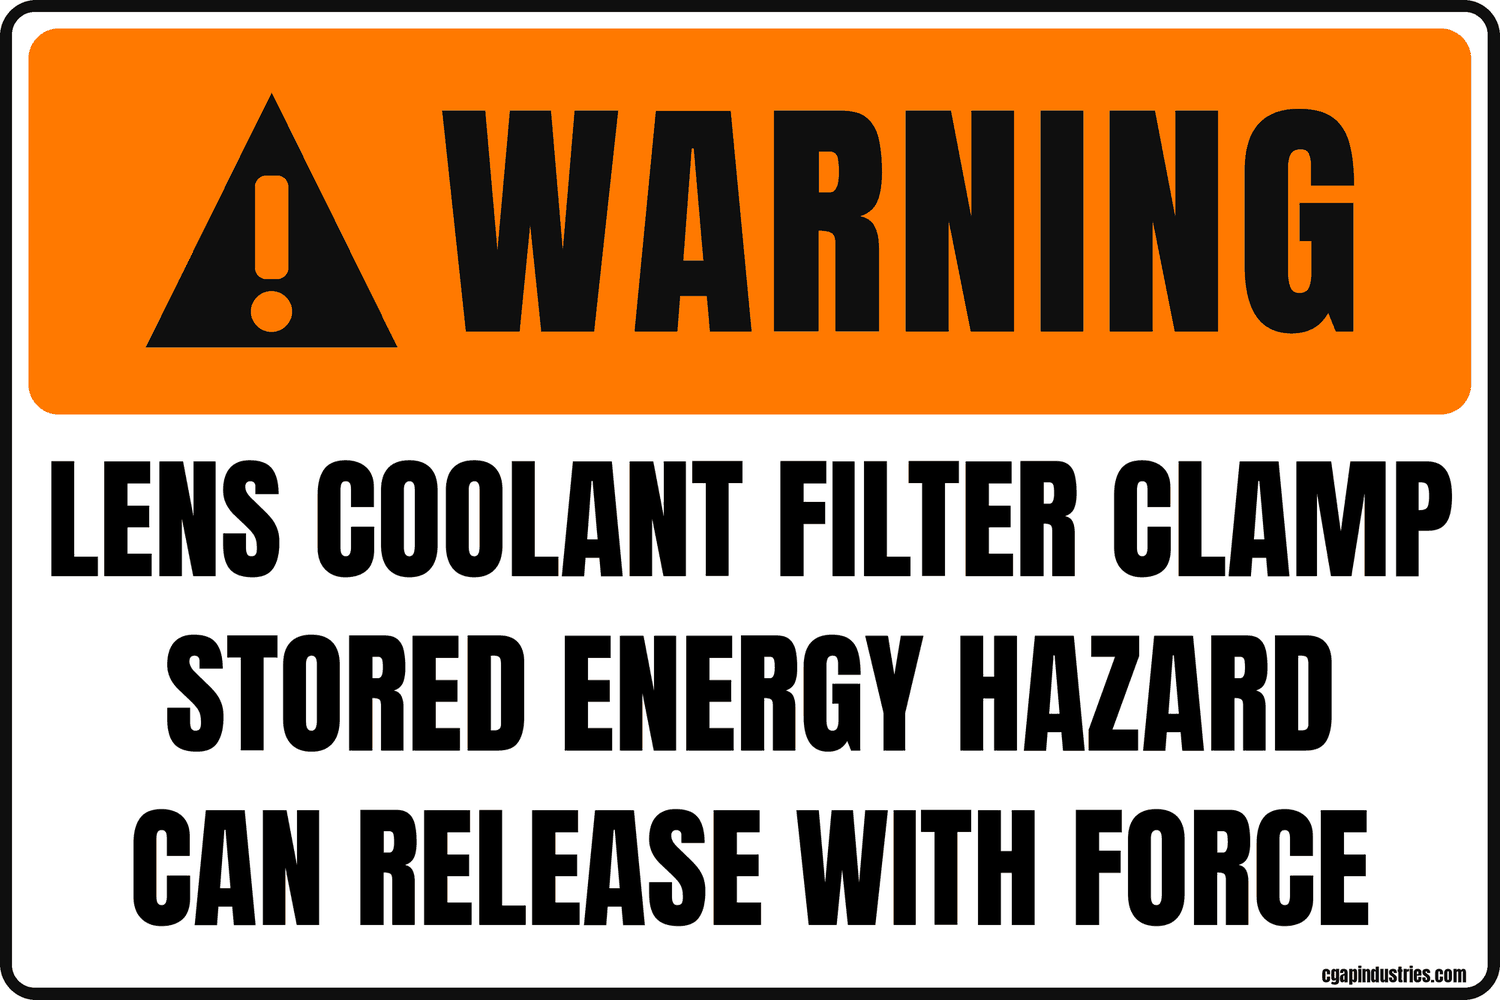 WARNING
LENS COOLANT FILTER CLAMP
STORED ENERGY HAZARD
CAN RELEASE WITH FORCE
cgapindustries.com